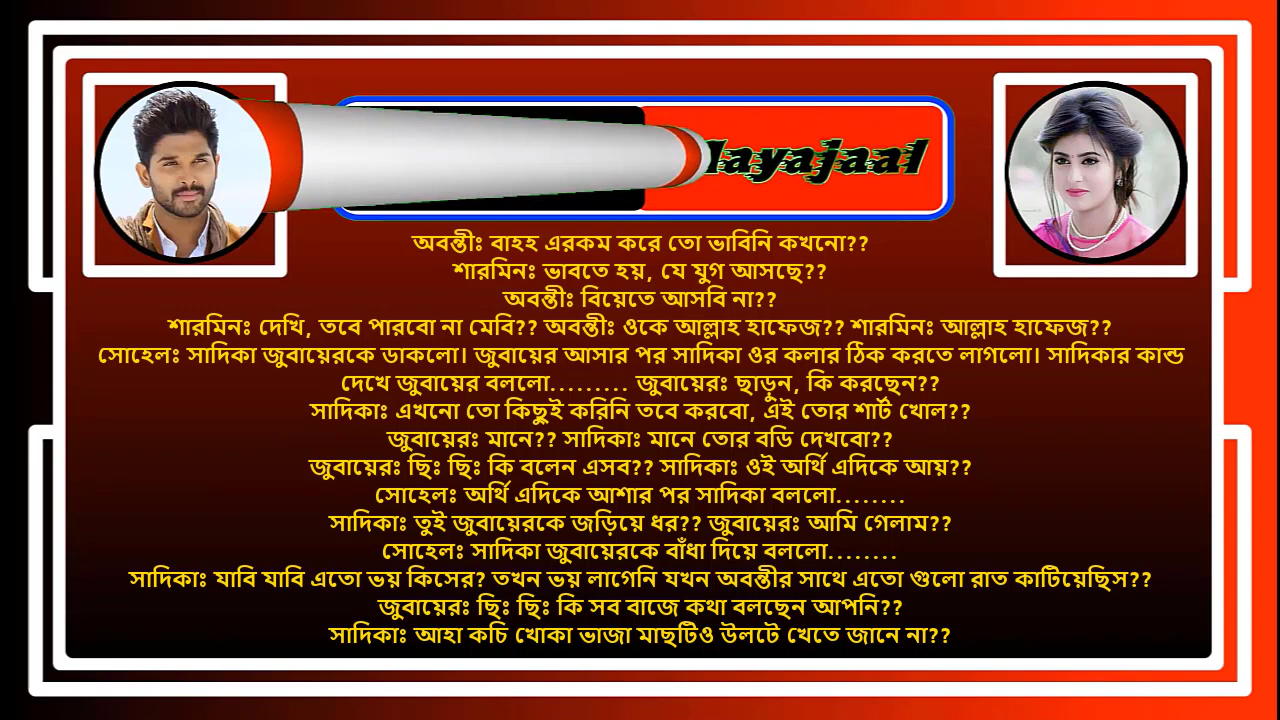 layajaal
অবন্তীঃ বাহহ এরকম করে তো ভাবিনি কখনো??
শারমিনঃ ভাবতে হয়, যে যুগ আসছে??
অবন্তীঃ বিয়েতে আসবি না??
শারমিনঃ দেখি, তবে পারবো না মেবি?? অবন্তীঃ ওকে আল্লাহ হাফেজ?? শারমিনঃ আল্লাহ হাফেজ??
সোহেলঃ সাদিকা জুবায়েরকে ডাকলো। জুবায়ের আসার পর সাদিকা ওর কলার ঠিক করতে লাগলো। সাদিকার কান্ড
দেখে জুবায়ের বললো......... জুবায়েরঃ ছাড়ুন, কি করছেন??
সাদিকাঃ এখনো তো কিছুই করিনি তবে করবো, এই তোর শার্ট খোল??
জুবায়েরঃ মানে?? সাদিকাঃ মানে তোর বডি দেখবো??
জুবায়েরঃ ছিঃ ছিঃ কি বলেন এসব?? সাদিকাঃ ওই অর্থি এদিকে আয়??
সোহেলঃ অর্থি এদিকে আশার পর সাদিকা বললো........
সাদিকাঃ তুই জুবায়েরকে জড়িয়ে ধর?? জুবায়েরঃ আমি গেলাম??
সোহেলঃ সাদিকা জুবায়েরকে বাঁধা দিয়ে বললো........
সাদিকাঃ যাবি যাবি এতো ভয় কিসের? তখন ভয় লাগেনি যখন অবন্তীর সাথে এতো গুলো রাত কাটিয়েছিস??
জুবায়েরঃ ছিঃ ছিঃ কি সব বাজে কথা বলছেন আপনি??
সাদিকাঃ আহা কচি খোকা ভাজা মাছটিও উলটে খেতে জানে না??